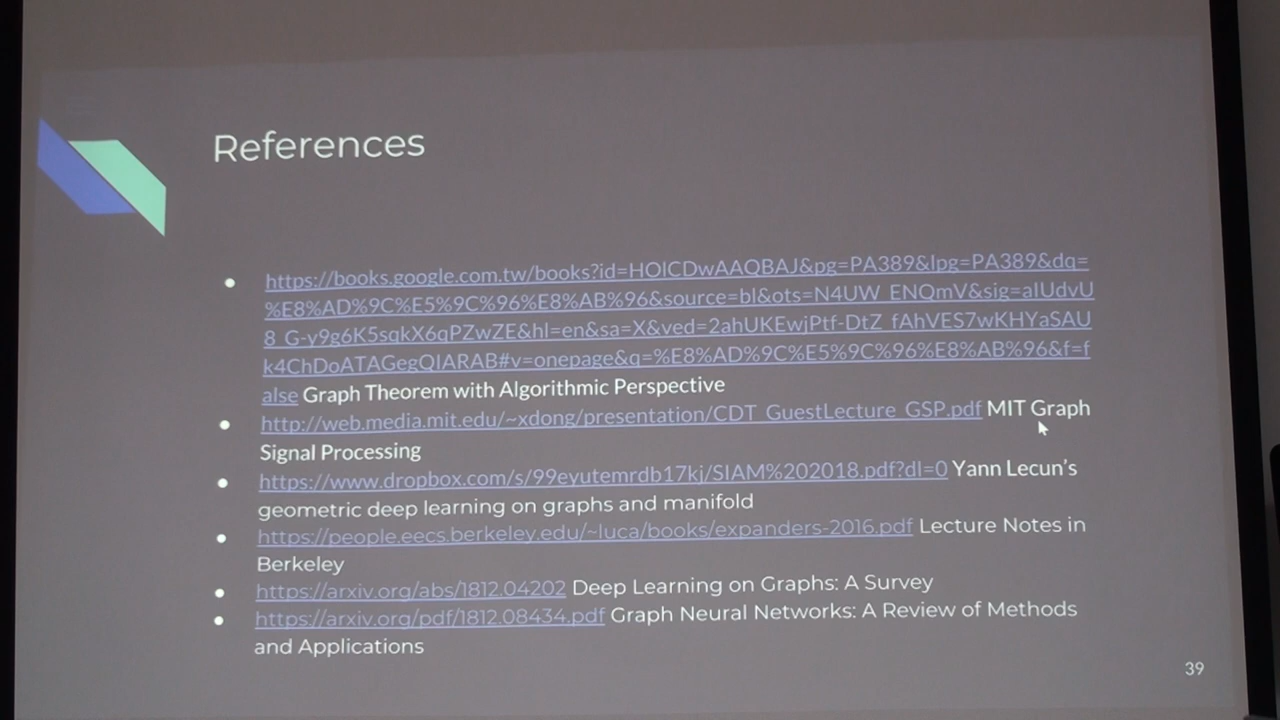 References
https://books.google.com.tw/books?id=HOlCDwAAQBAJ&pg=PA389&lpg=PA389&dq=
%E8%AD%9C%E5%9C%96%E8%AB%96&source=bl&ots=N4UW_ENQmV&sig=alUdvU
8_G-y9g6K5sqkX6qPZwZE&hl=en&sa=X&ved=2ahUKEwjPtf-DtZ_fAhVES7wKHYaSAU
k4ChDoATAGegQIARAB#v=onepage&q=%E8%AD%9C%E5%9C%96%E8%AB%96&f=f
alse Graph Theorem with Algorithmic Perspective
http://web.media.mit.edu/~xdong/presentation/CDT_GuestLecture_GSP.pdf MIT Graph
Signal Processing
https://www.dropbox.com/s/99eyutemrdb17kj/SIAM%202018.pdf?dl=0 Yann Lecun's
geometric deep learning on graphs and manifold
https://people.eecs.berkeley.edu/~luca/books/expanders-2016.pdf Lecture Notes in
Berkeley
https://arxiv.org/abs/1812.04202 Deep Learning on Graphs: A Survey
https://arxiv.org/pdf/1812.08434.pdf Graph Neural Networks: A Review of Methods
and Applications
39